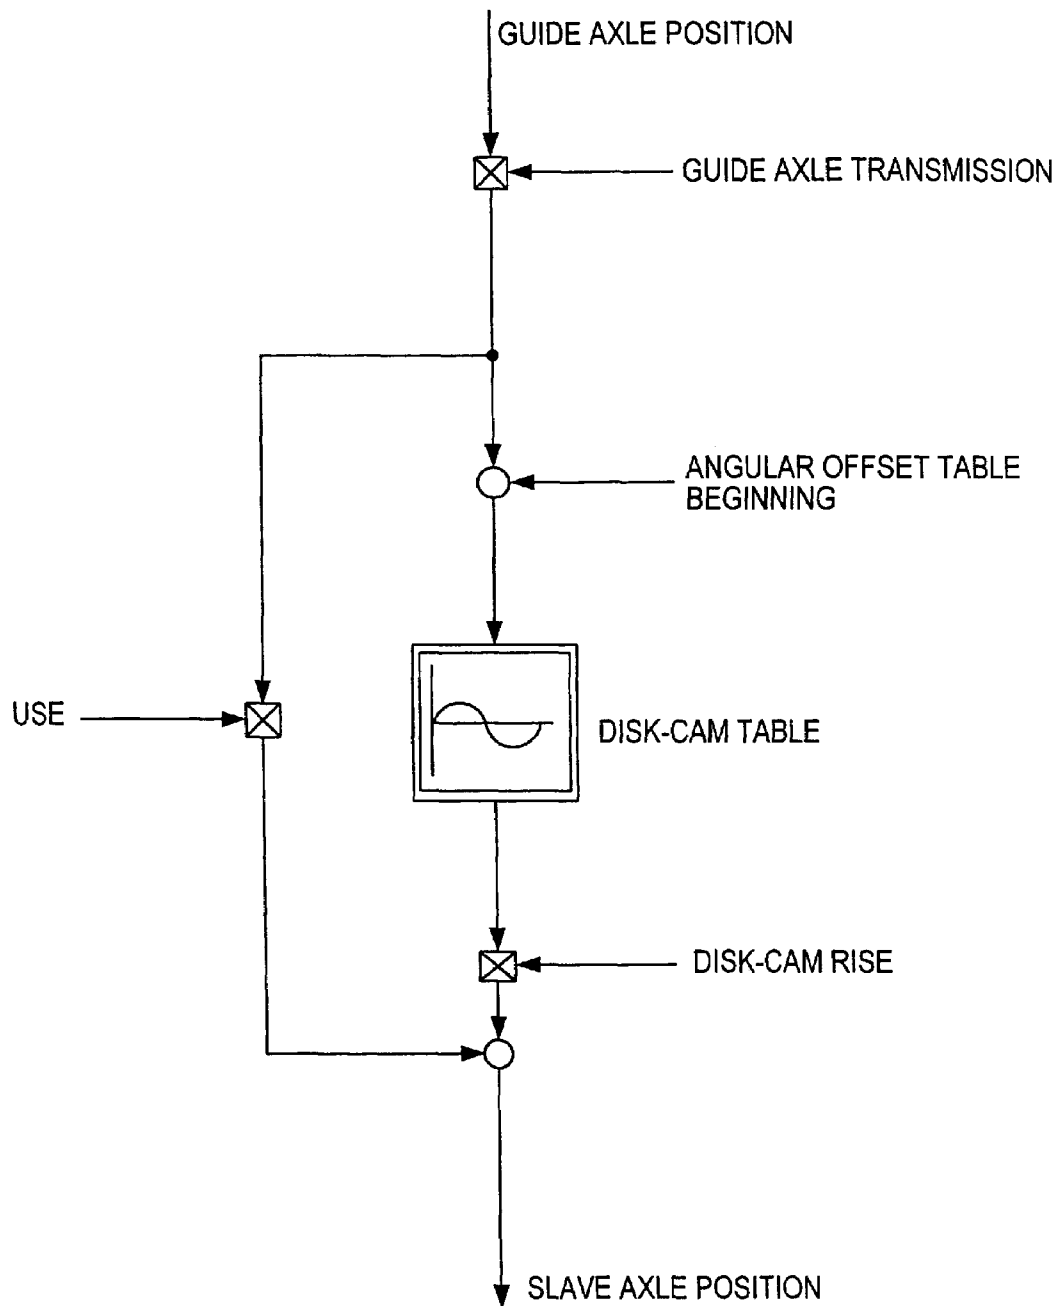 GUIDE AXLE POSITION
GUIDE AXLE TRANSMISSION
ANGULAR OFFSET TABLE
BEGINNING
USE
DISK-CAM TABLE
DISK-CAM RISE
SLAVE AXLE POSITION